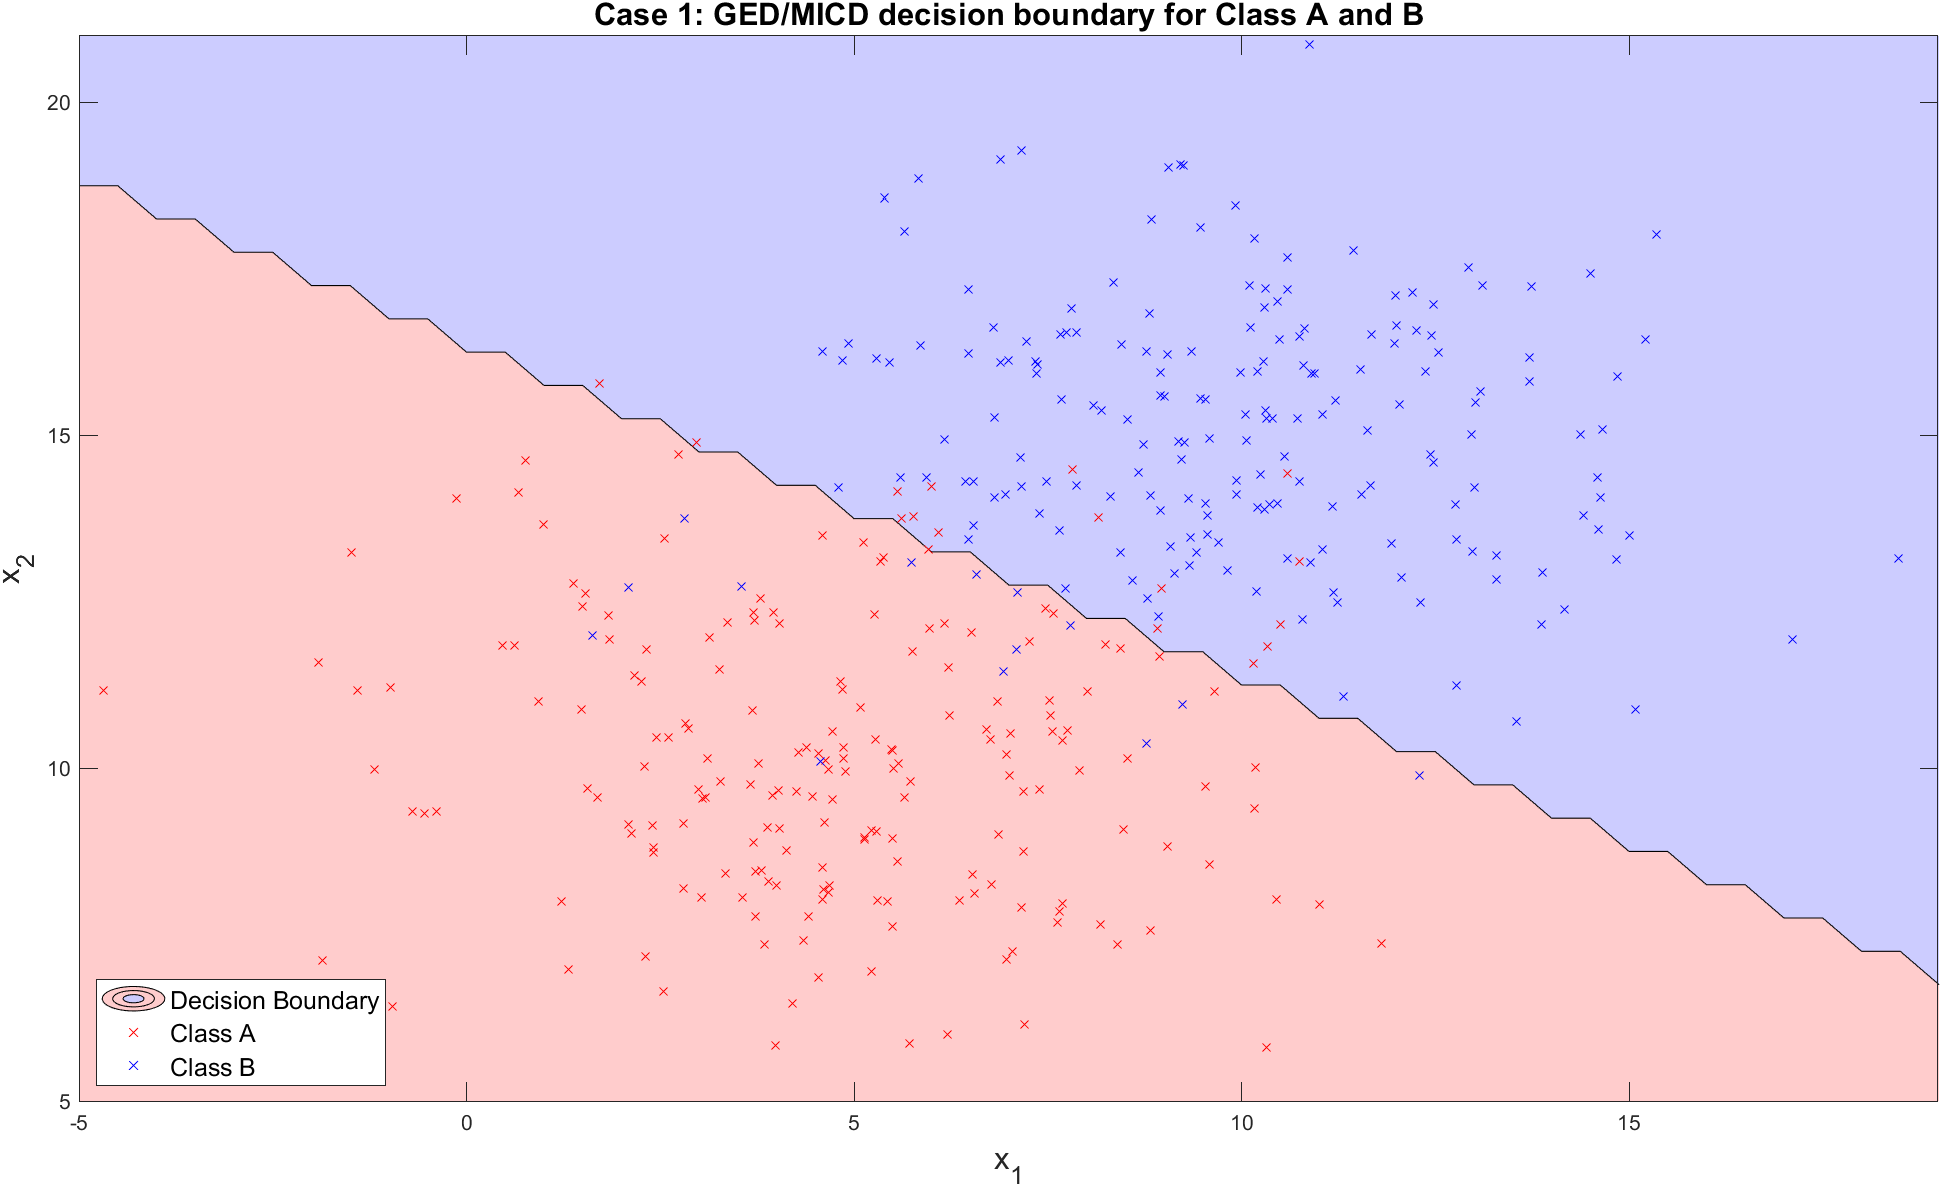 Case 1: GED/MICD decision boundary for Class A and B
20
15
10
5
x2
-5 0 5 10 15
x1
Decision Boundary
Class A
Class B